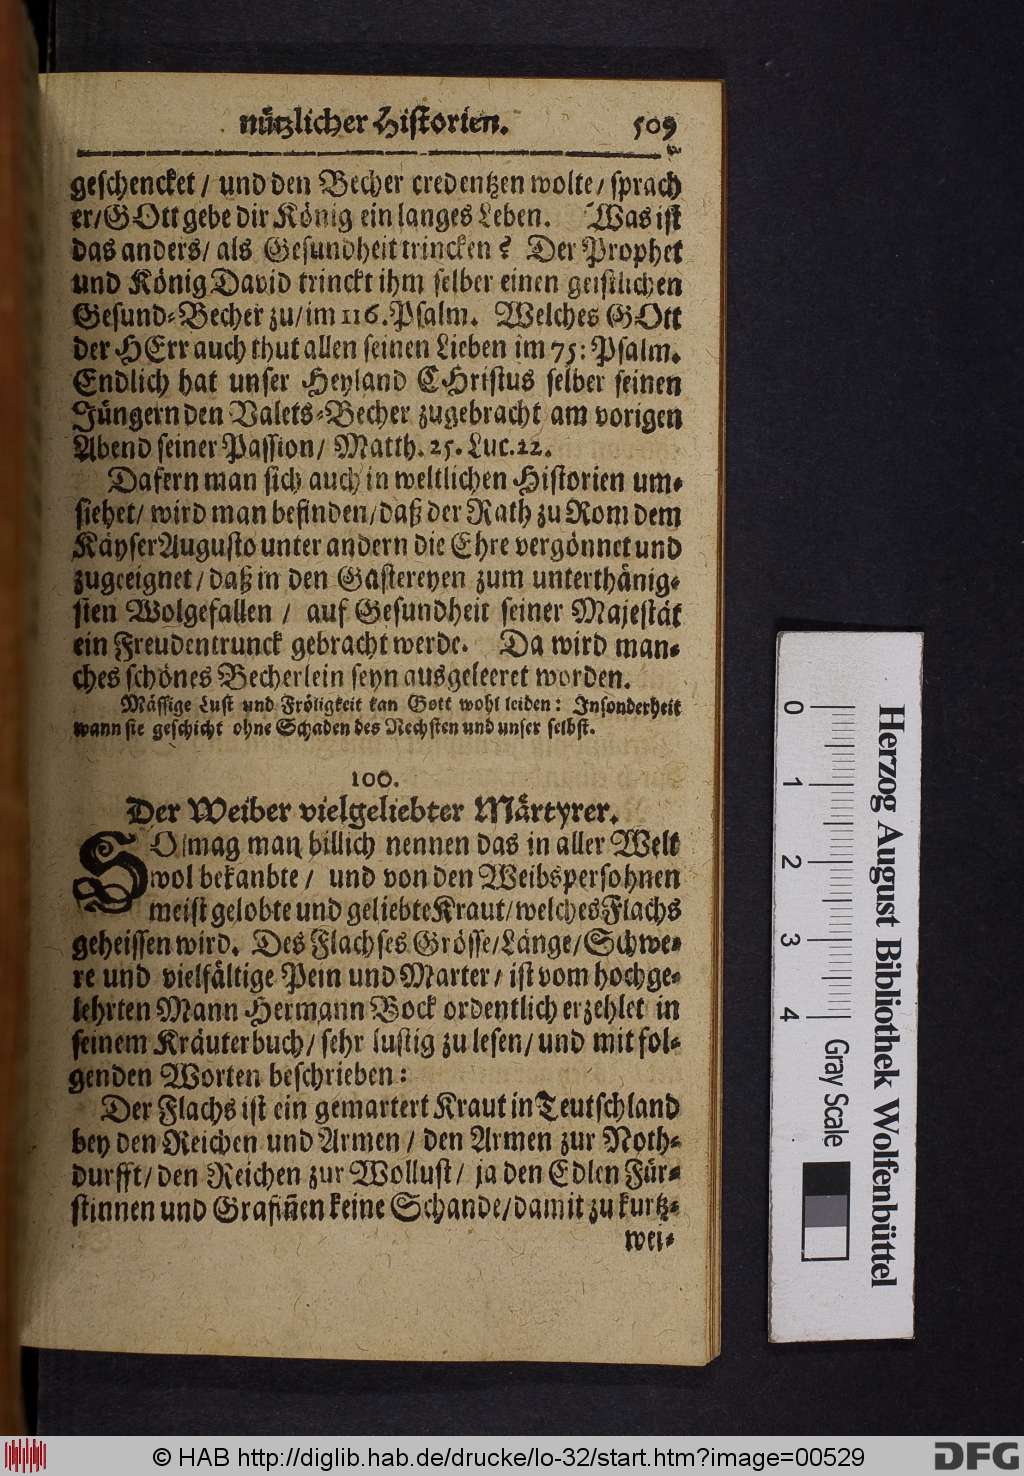 nützlicher Historien. 509
geschencket / und den Becher credentzen wolte / sprach
er / GOtt gebe dir König ein langes Leben. Was ist
das anders / als Gesundheit trincken? Der Prophet
und König David trinckt ihm selber einen geistlichen
Gesund-Becher zu / im 116. Psalm. Welches GOtt
der HErr auch thut allen seinen Lieben im 75: Psalm.
Endlich hat unser Heyland CHristus selber seinen
Jüngern den Valets-Becher zugebracht am vorigen
Abend seiner Passion / Matth. 25. Luc. 22.
Dafern man sich auch in weltlichen Historien um-
siehet / wird man befinden / daß der Rath zu Rom dem
Käyser Augusto unter andern die Ehre vergönnet und
zugeeignet / daß in den Gastereyen zum unterthänig-
sten Wolgefallen / auf Gesundheit seiner Majestät
ein Freudentrunck gebracht werde. Da wird man-
ches schönes Becherlein seyn ausgeleeret worden.
Mässige Lust und Fröligkeit kan Gott wohl leiden: Insonderheit
wann sie geschicht ohne Schaden des Nechsten und unser selbst.
100.
Der Weiber vielgeliebter Märtyrer.
SO / mag man billich nennen das in aller Welt
wol bekanbte / und von den Weibspersohnen
meist gelobte und geliebte Kraut / welches Flachs
geheissen wird. Des Flachses Grösse / Länge / Schwe-
re und vielfältige Pein und Marter / ist vom hochge-
lehrten Mann Hermann Bock ordentlich erzehlet in
seinem Kräuterbuch / sehr lustig zu lesen / und mit fol-
genden Worten beschrieben:
Der Flachs ist ein gemartert Kraut in Teutschland
bey den Reichen und Armen / den Armen zur Noth-
durfft / den Reichen zur Wollust / ja den Edlen Für-
stinnen und Grafiñen keine Schande / damit zu kurtz-
wei-
0 1 2 3 4
Herzog August Bibliothek Wolfenbüttel
Gray Scale
© HAB http://diglib.hab.de/drucke/lo-32/start.htm?image=00529
DFG